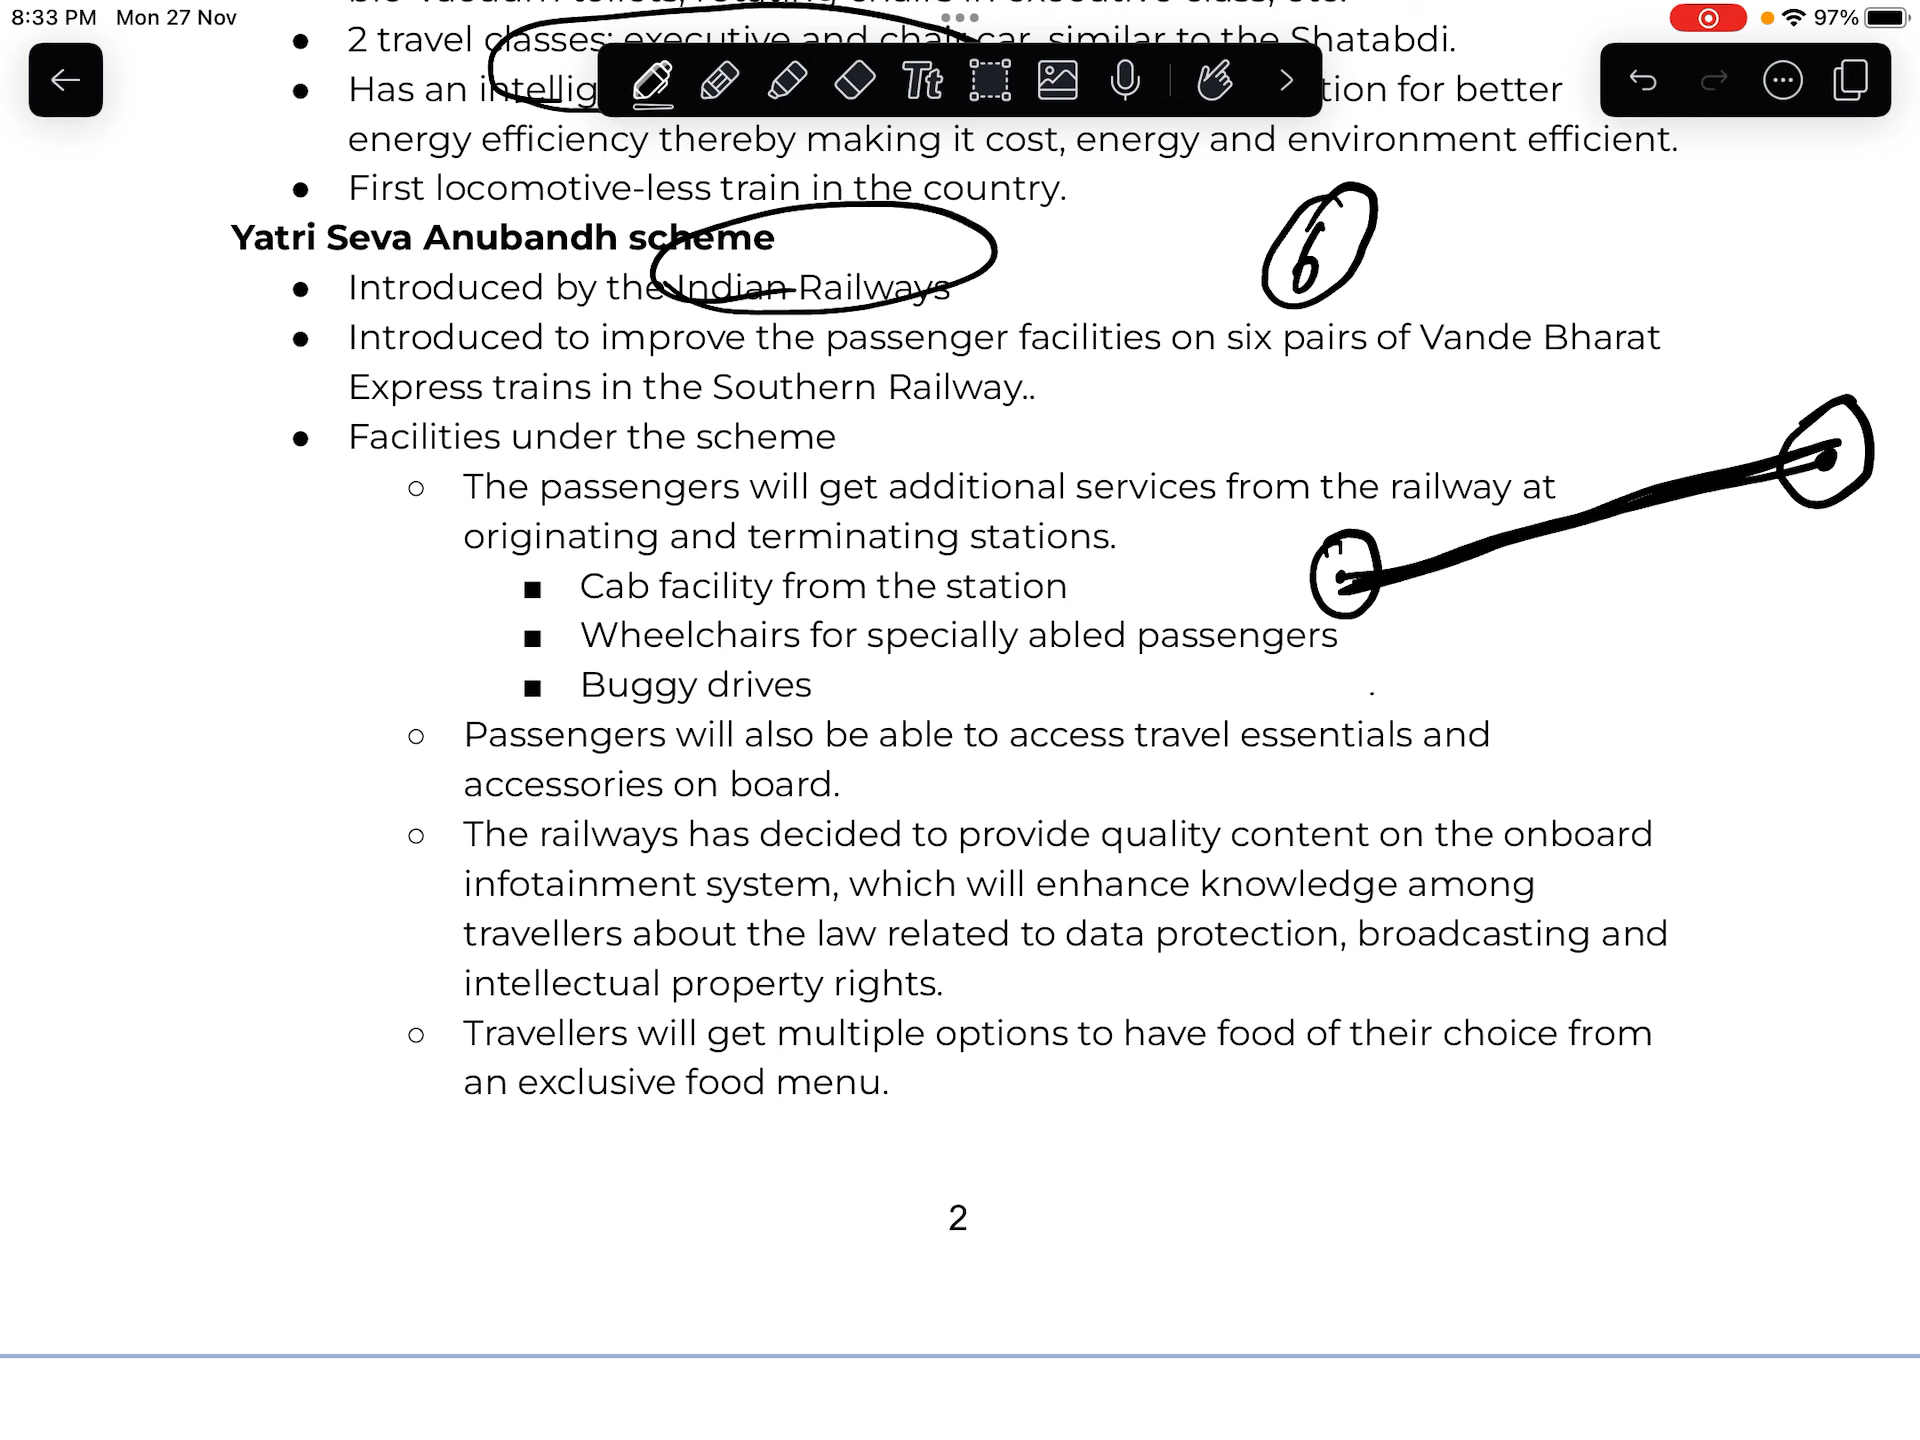 8:33 PM Mon 27 Nov
97%
2 travel classes: executive and chair car, similar to the Shatabdi.
Has an tion for better
energy efficiency thereby making it cost, energy and environment efficient.
First locomotive-less train in the country.
Yatri Seva Anubandh scheme
6
Introduced by the Indian Railways
Introduced to improve the passenger facilities on six pairs of Vande Bharat
Express trains in the Southern Railway..
Facilities under the scheme
The passengers will get additional services from the railway at
originating and terminating stations.
Cab facility from the station
Wheelchairs for specially abled passengers
Buggy drives
Passengers will also be able to access travel essentials and
accessories on board.
The railways has decided to provide quality content on the onboard
infotainment system, which will enhance knowledge among
travellers about the law related to data protection, broadcasting and
intellectual property rights.
Travellers will get multiple options to have food of their choice from
an exclusive food menu.
2